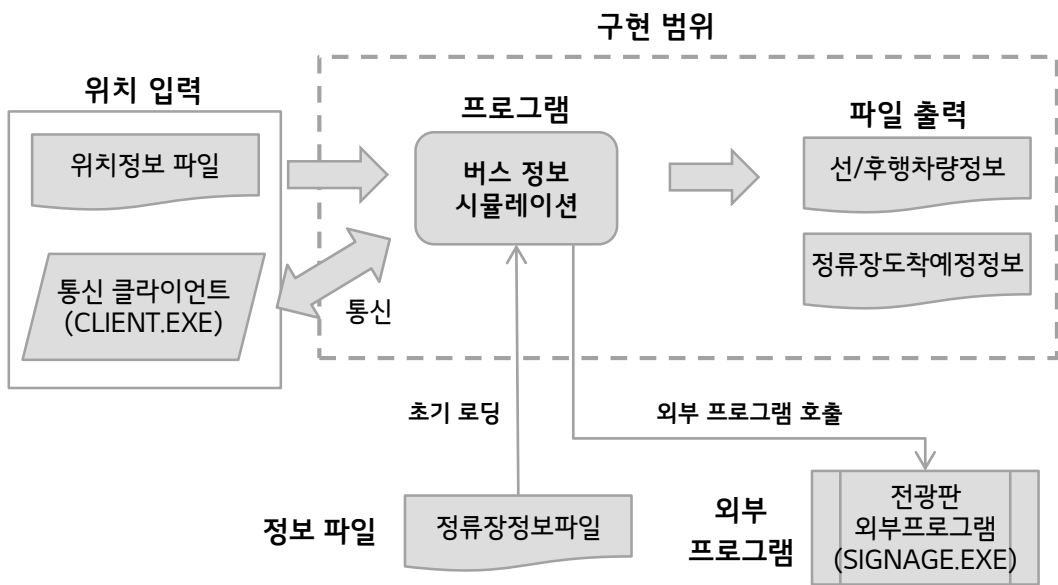 구현 범위
위치 입력
위치정보 파일
통신 클라이언트
(CLIENT.EXE)
통신
프로그램
버스 정보
시뮬레이션
파일 출력
선/후행차량정보
정류장도착예정정보
초기 로딩
외부 프로그램 호출
정보 파일
정류장정보파일
외부
프로그램
전광판
외부프로그램
(SIGNAGE.EXE)